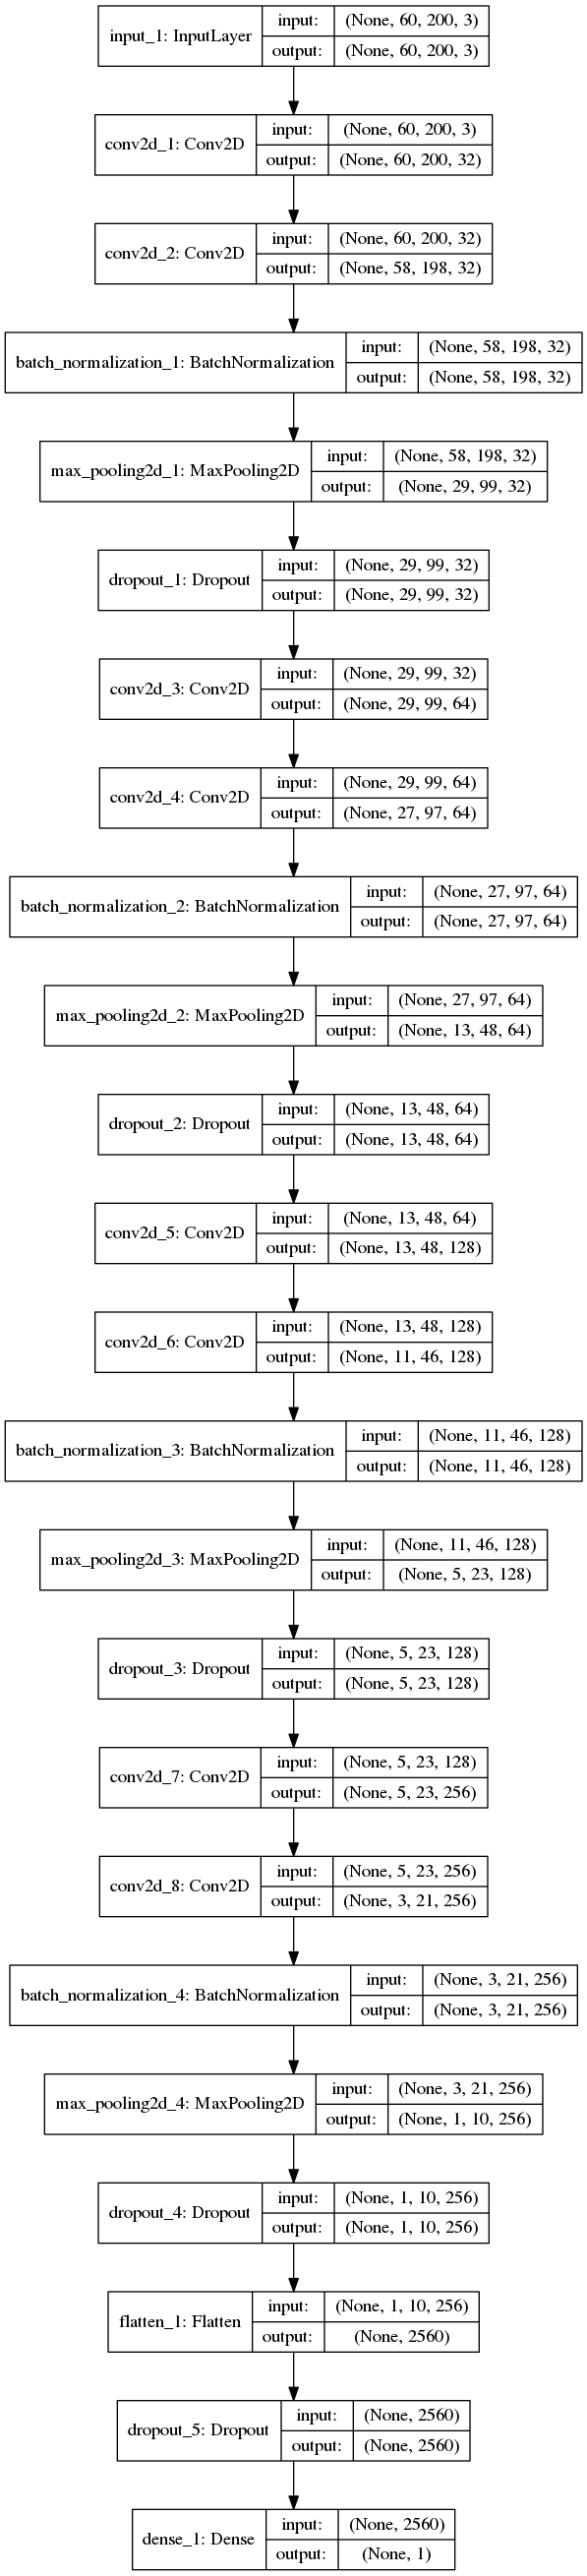 input_1: InputLayer
input: (None, 60, 200, 3)
output: (None, 60, 200, 3)
conv2d_1: Conv2D
input: (None, 60, 200, 3)
output: (None, 60, 200, 32)
conv2d_2: Conv2D
input: (None, 60, 200, 32)
output: (None, 58, 198, 32)
batch_normalization_1: BatchNormalization
input: (None, 58, 198, 32)
output: (None, 58, 198, 32)
max_pooling2d_1: MaxPooling2D
input: (None, 58, 198, 32)
output: (None, 29, 99, 32)
dropout_1: Dropout
input: (None, 29, 99, 32)
output: (None, 29, 99, 32)
conv2d_3: Conv2D
input: (None, 29, 99, 32)
output: (None, 29, 99, 64)
conv2d_4: Conv2D
input: (None, 29, 99, 64)
output: (None, 27, 97, 64)
batch_normalization_2: BatchNormalization
input: (None, 27, 97, 64)
output: (None, 27, 97, 64)
max_pooling2d_2: MaxPooling2D
input: (None, 27, 97, 64)
output: (None, 13, 48, 64)
dropout_2: Dropout
input: (None, 13, 48, 64)
output: (None, 13, 48, 64)
conv2d_5: Conv2D
input: (None, 13, 48, 64)
output: (None, 13, 48, 128)
conv2d_6: Conv2D
input: (None, 13, 48, 128)
output: (None, 11, 46, 128)
batch_normalization_3: BatchNormalization
input: (None, 11, 46, 128)
output: (None, 11, 46, 128)
max_pooling2d_3: MaxPooling2D
input: (None, 11, 46, 128)
output: (None, 5, 23, 128)
dropout_3: Dropout
input: (None, 5, 23, 128)
output: (None, 5, 23, 128)
conv2d_7: Conv2D
input: (None, 5, 23, 128)
output: (None, 5, 23, 256)
conv2d_8: Conv2D
input: (None, 5, 23, 256)
output: (None, 3, 21, 256)
batch_normalization_4: BatchNormalization
input: (None, 3, 21, 256)
output: (None, 3, 21, 256)
max_pooling2d_4: MaxPooling2D
input: (None, 3, 21, 256)
output: (None, 1, 10, 256)
dropout_4: Dropout
input: (None, 1, 10, 256)
output: (None, 1, 10, 256)
flatten_1: Flatten
input: (None, 1, 10, 256)
output: (None, 2560)
dropout_5: Dropout
input: (None, 2560)
output: (None, 2560)
dense_1: Dense
input: (None, 2560)
output: (None, 1)